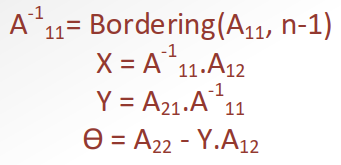 A⁻¹₁₁= Bordering(A₁₁, n-1)
X = A⁻¹₁₁.A₁₂
Y = A₂₁.A⁻¹₁₁
ϴ = A₂₂ - Y.A₁₂